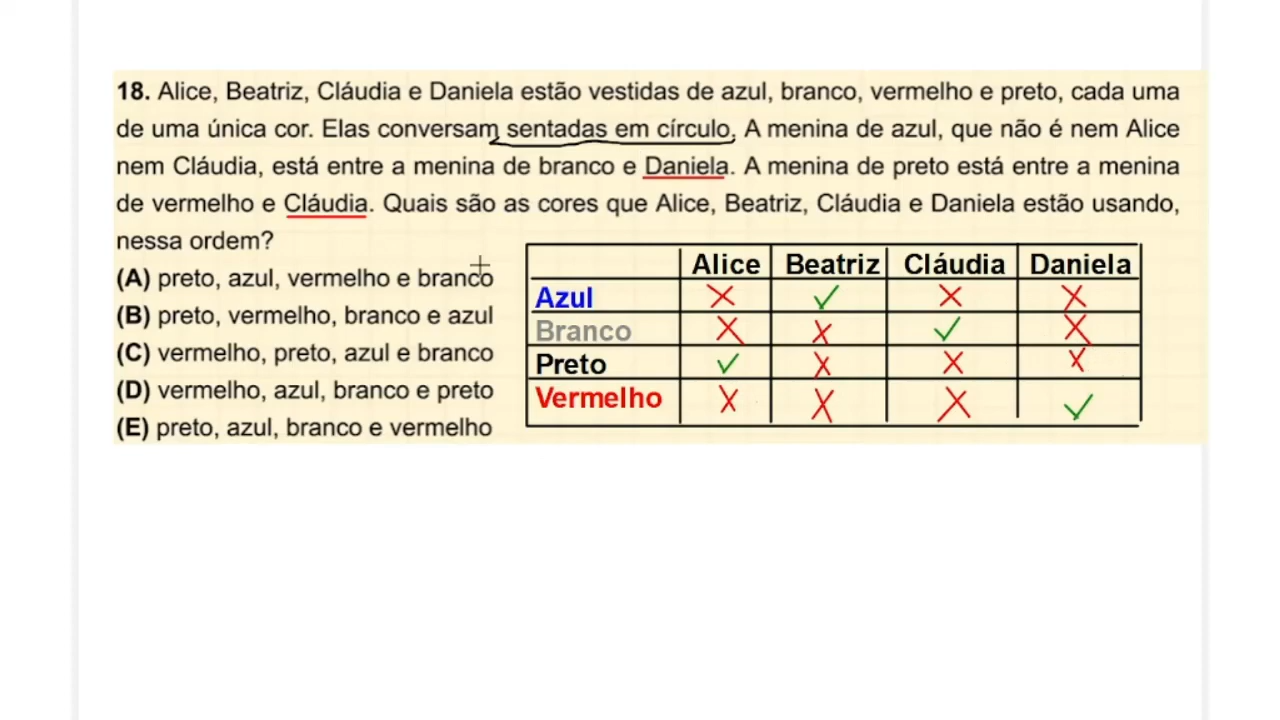 18. Alice, Beatriz, Cláudia e Daniela estão vestidas de azul, branco, vermelho e preto, cada uma
de uma única cor. Elas conversam sentadas em círculo. A menina de azul, que não é nem Alice
nem Cláudia, está entre a menina de branco e Daniela. A menina de preto está entre a menina
de vermelho e Cláudia. Quais são as cores que Alice, Beatriz, Cláudia e Daniela estão usando,
nessa ordem?
(A) preto, azul, vermelho e branco
(B) preto, vermelho, branco e azul
(C) vermelho, preto, azul e branco
(D) vermelho, azul, branco e preto
(E) preto, azul, branco e vermelho
Alice Beatriz Cláudia Daniela
Azul ✗ ✓ ✗ ✗
Branco ✗ ✗ ✓ ✗
Preto ✓ ✗ ✗ ✗
Vermelho ✗ ✗ ✗ ✓